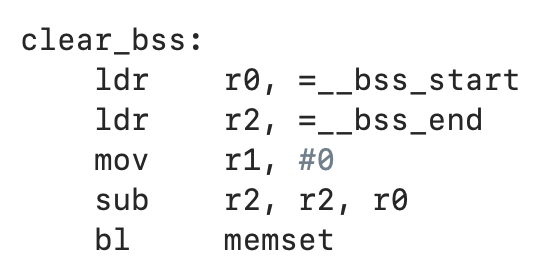 clear_bss:
    ldr    r0, =__bss_start
    ldr    r2, =__bss_end
    mov    r1, #0
    sub    r2, r2, r0
    bl     memset